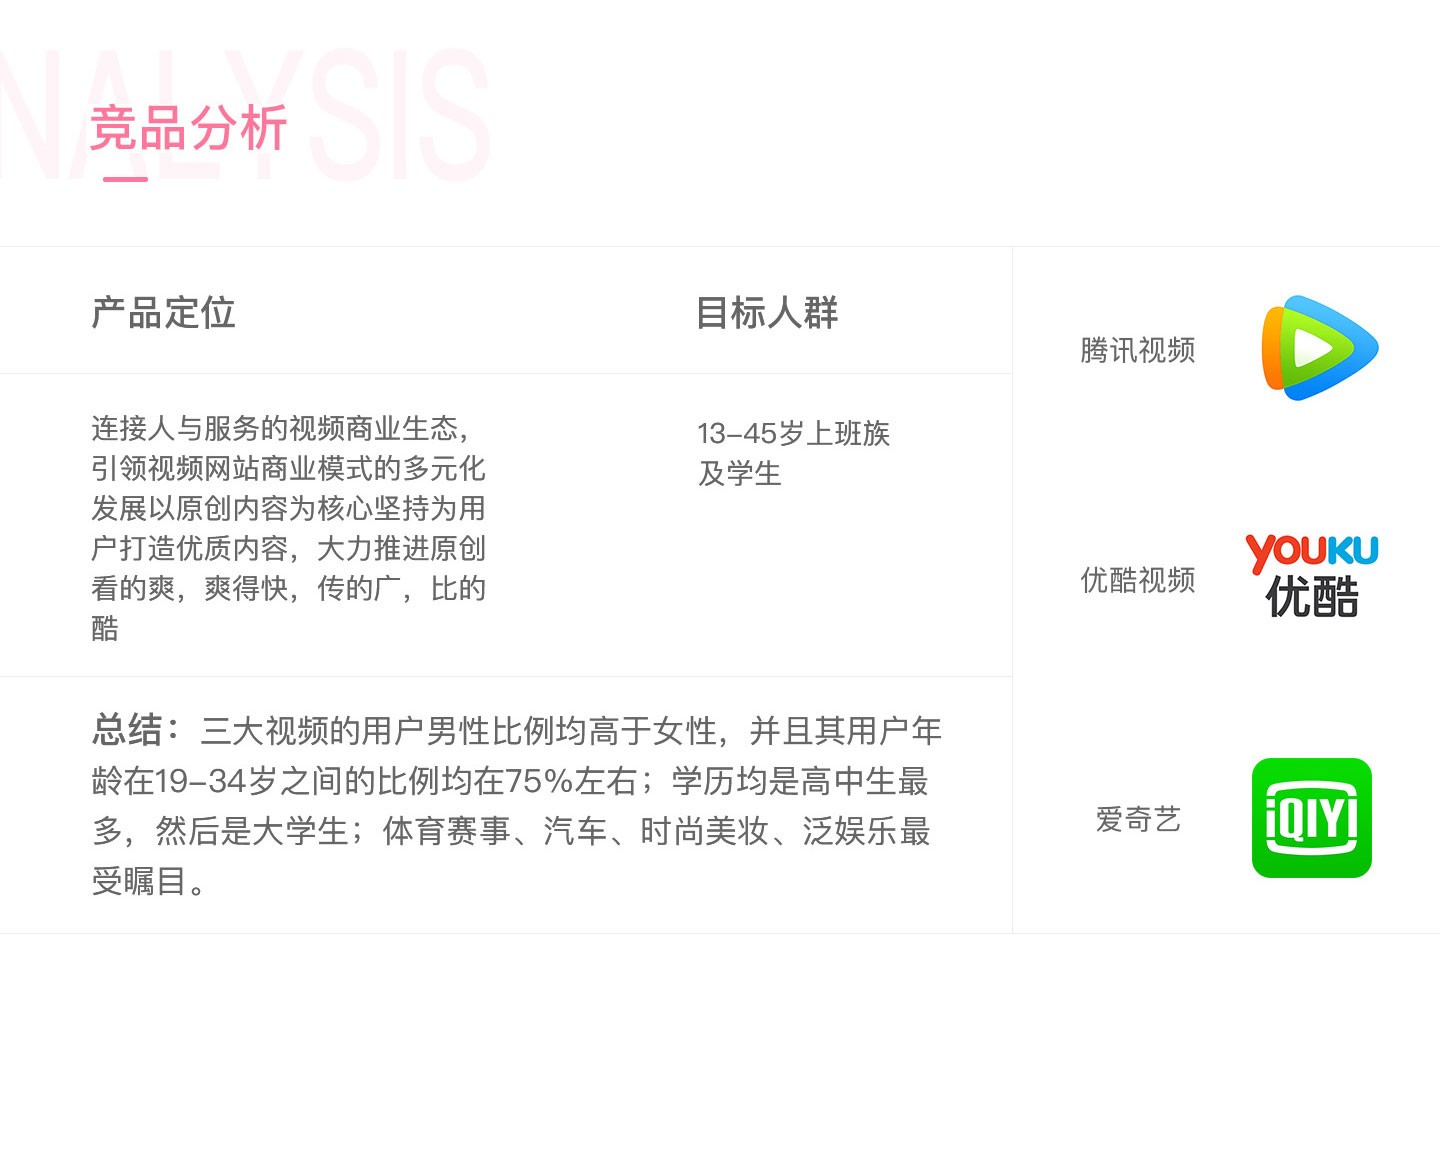 NALYSIS
竞品分析
产品定位
目标人群
连接人与服务的视频商业生态，
引领视频网站商业模式的多元化
发展以原创内容为核心坚持为用
户打造优质内容，大力推进原创
看的爽，爽得快，传的广，比的
酷
13-45岁上班族
及学生
总结：三大视频的用户男性比例均高于女性，并且其用户年
龄在19-34岁之间的比例均在75%左右；学历均是高中生最
多，然后是大学生；体育赛事、汽车、时尚美妆、泛娱乐最
受瞩目。
腾讯视频
优酷视频
YOUKU
优酷
爱奇艺
iQIYI